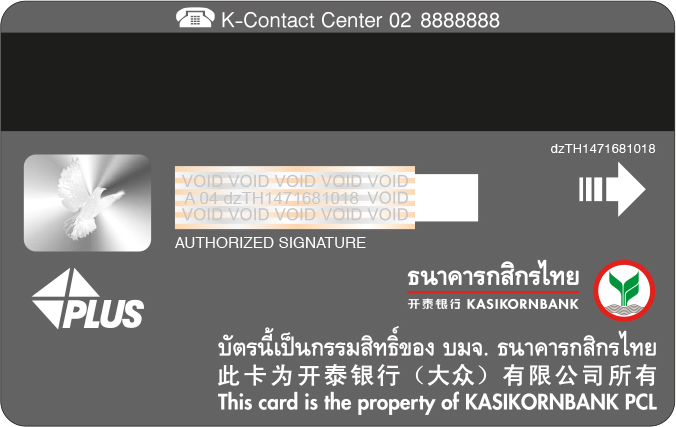 K-Contact Center 02 8888888
dzTH1471681018
VOID VOID VOID VOID VOID
A 04 dzTH1471681018 VOID
VOID VOID VOID VOID VOID
AUTHORIZED SIGNATURE
ธนาคารกสิกรไทย
开泰银行 KASIKORNBANK
PLUS
บัตรนี้เป็นกรรมสิทธิ์ของ บมจ. ธนาคารกสิกรไทย
此卡为开泰银行（大众）有限公司所有
This card is the property of KASIKORNBANK PCL